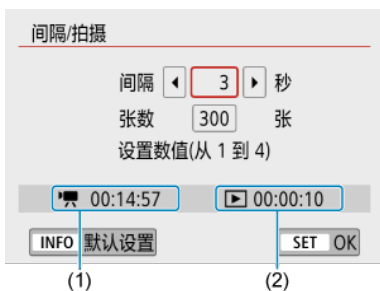 间隔/拍摄
间隔 3 秒
张数 300 张
设置数值(从 1 到 4)
00:14:57 00:00:10
INFO 默认设置 SET OK
(1) (2)